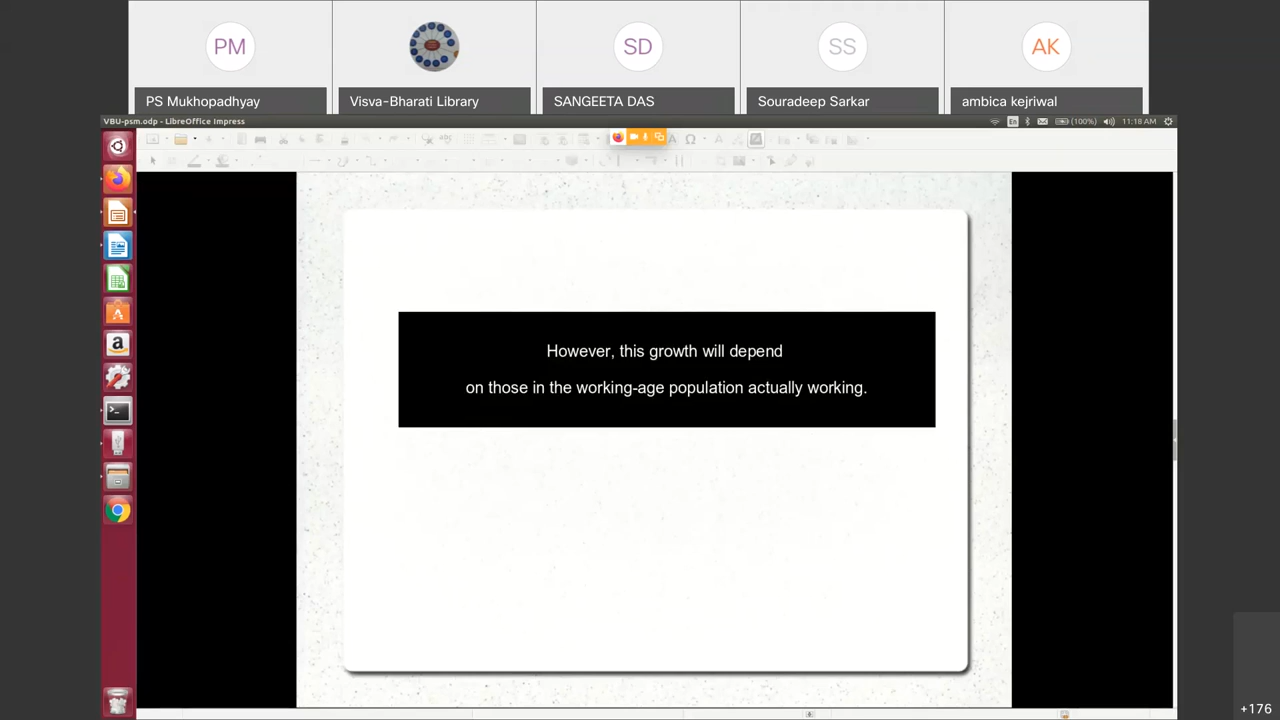 PM
SD
SS
AK
PS Mukhopadhyay
Visva-Bharati Library
SANGEETA DAS
Souradeep Sarkar
ambica kejriwal
VBU-psm.odp - LibreOffice Impress
En
(100%)
11:18 AM
However, this growth will depend
on those in the working-age population actually working.
+176